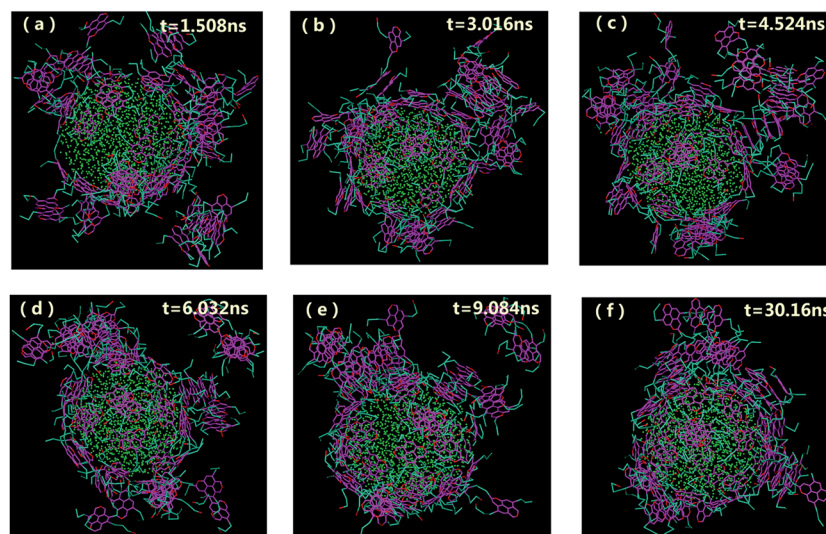 (a) t=1.508ns
(b) t=3.016ns
(c) t=4.524ns
(d) t=6.032ns
(e) t=9.084ns
(f) t=30.16ns